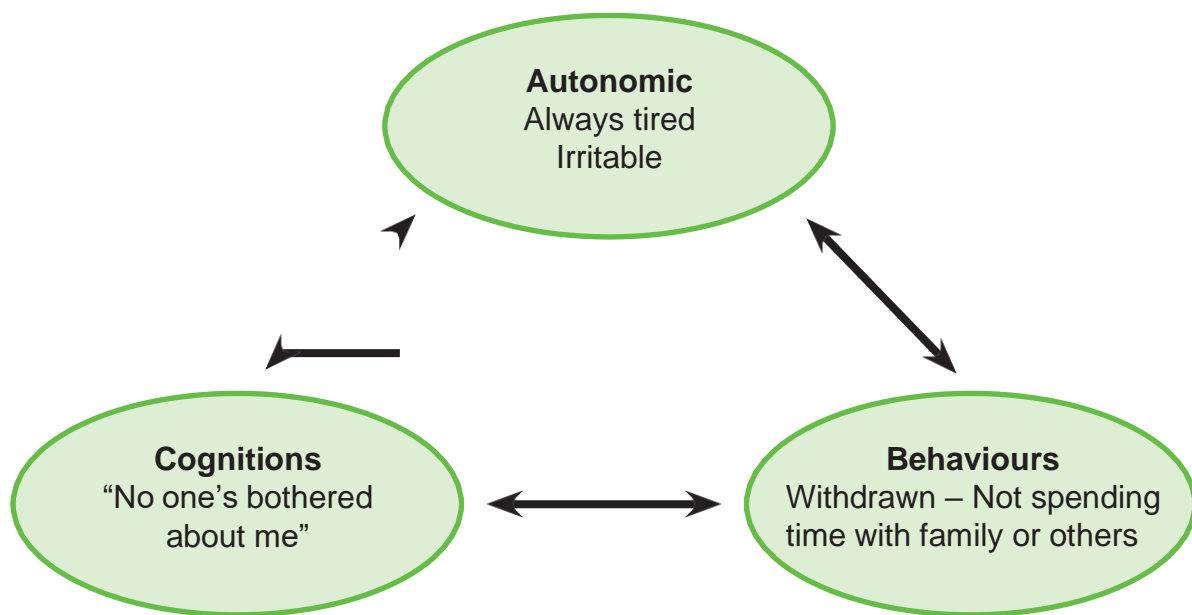 Autonomic
Always tired
Irritable
Cognitions
“No one’s bothered
about me”
Behaviours
Withdrawn – Not spending
time with family or others